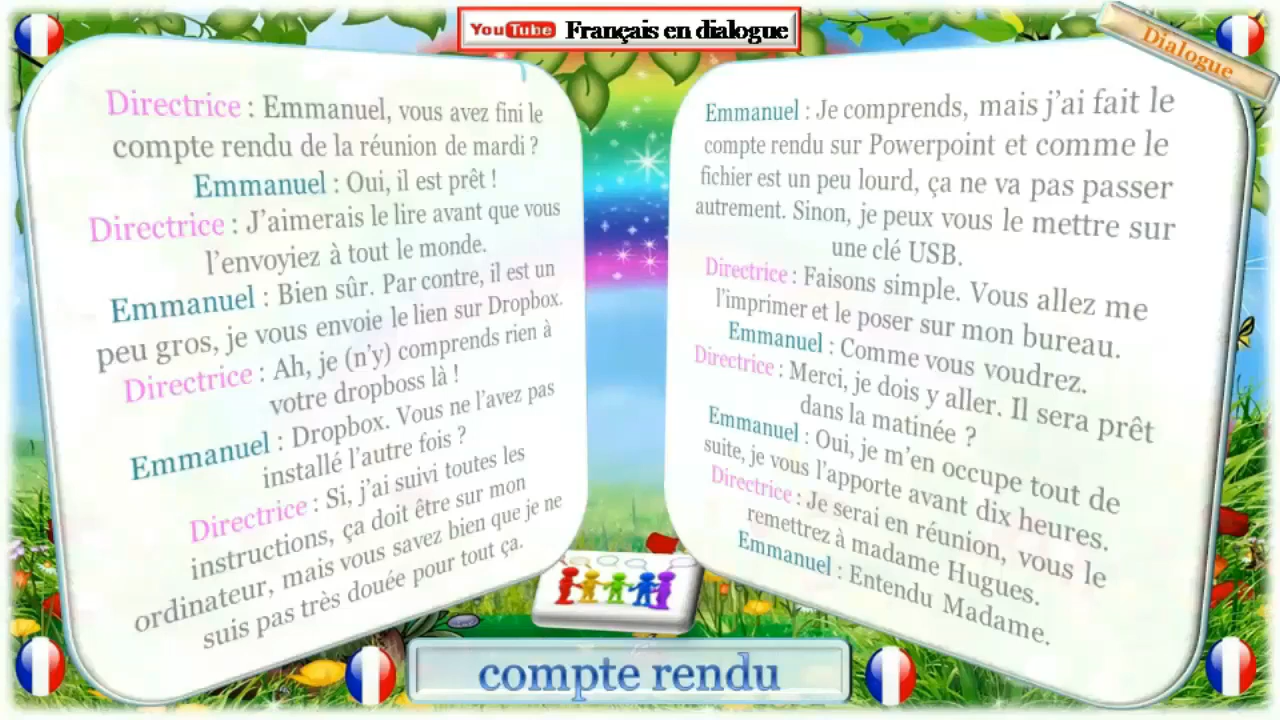 YouTube Français en dialogue
Dialogue
Directrice : Emmanuel, vous avez fini le
compte rendu de la réunion de mardi ?
Emmanuel : Oui, il est prêt !
Directrice : J'aimerais le lire avant que vous
l'envoyiez à tout le monde.
Emmanuel : Bien sûr. Par contre, il est un
peu gros, je vous envoie le lien sur Dropbox.
Directrice : Ah, je (n'y) comprends rien à
votre dropboss là !
Emmanuel : Dropbox. Vous ne l'avez pas
installé l'autre fois ?
Directrice : Si, j'ai suivi toutes les
instructions, ça doit être sur mon
ordinateur, mais vous savez bien que je ne
suis pas très douée pour tout ça.
Emmanuel : Je comprends, mais j'ai fait le
compte rendu sur Powerpoint et comme le
fichier est un peu lourd, ça ne va pas passer
autrement. Sinon, je peux vous le mettre sur
une clé USB.
Directrice : Faisons simple. Vous allez me
l'imprimer et le poser sur mon bureau.
Emmanuel : Comme vous voudrez.
Directrice : Merci, je dois y aller. Il sera prêt
dans la matinée ?
Emmanuel : Oui, je m'en occupe tout de
suite, je vous l'apporte avant dix heures.
Directrice : Je serai en réunion, vous le
remettrez à madame Hugues.
Emmanuel : Entendu Madame.
compte rendu